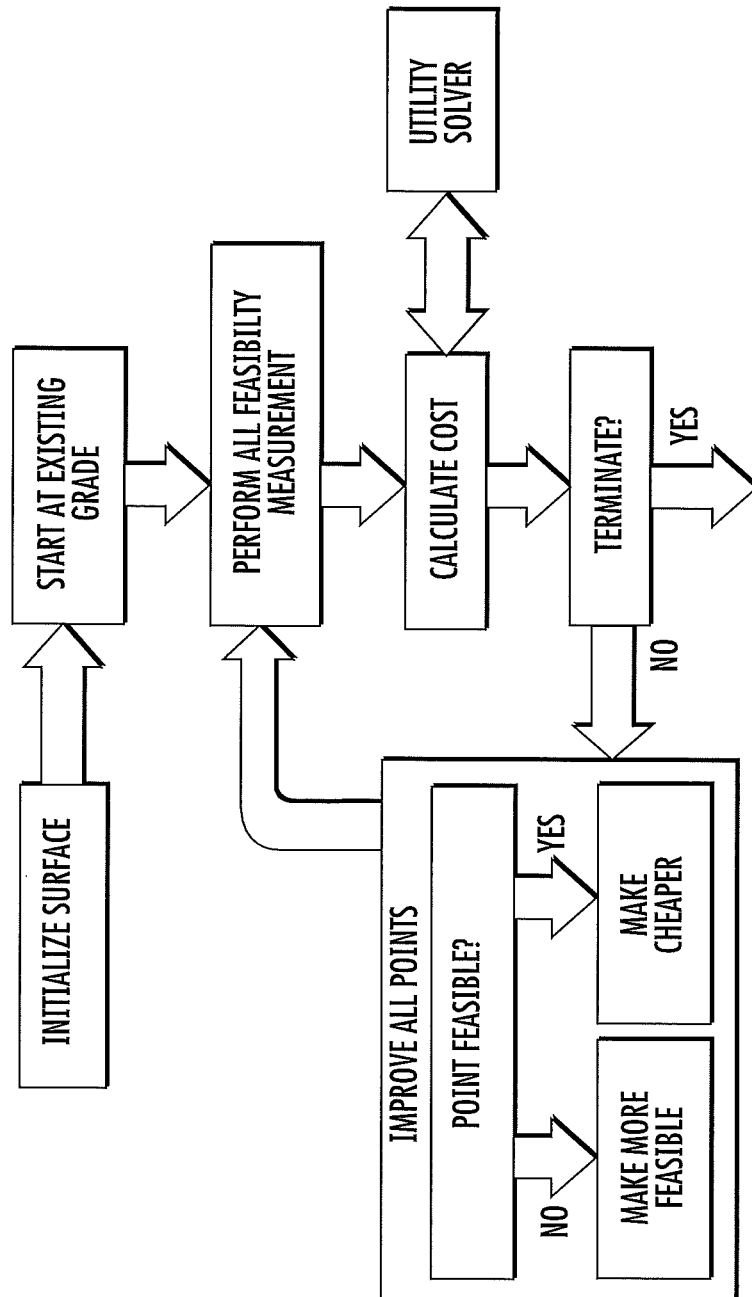 INITIALIZE SURFACE
START AT EXISTING
GRADE
PERFORM ALL FEASIBILTY
MEASUREMENT
CALCULATE COST
UTILITY
SOLVER
TERMINATE?
YES
NO
IMPROVE ALL POINTS
POINT FEASIBLE?
NO
YES
MAKE MORE
FEASIBLE
MAKE
CHEAPER